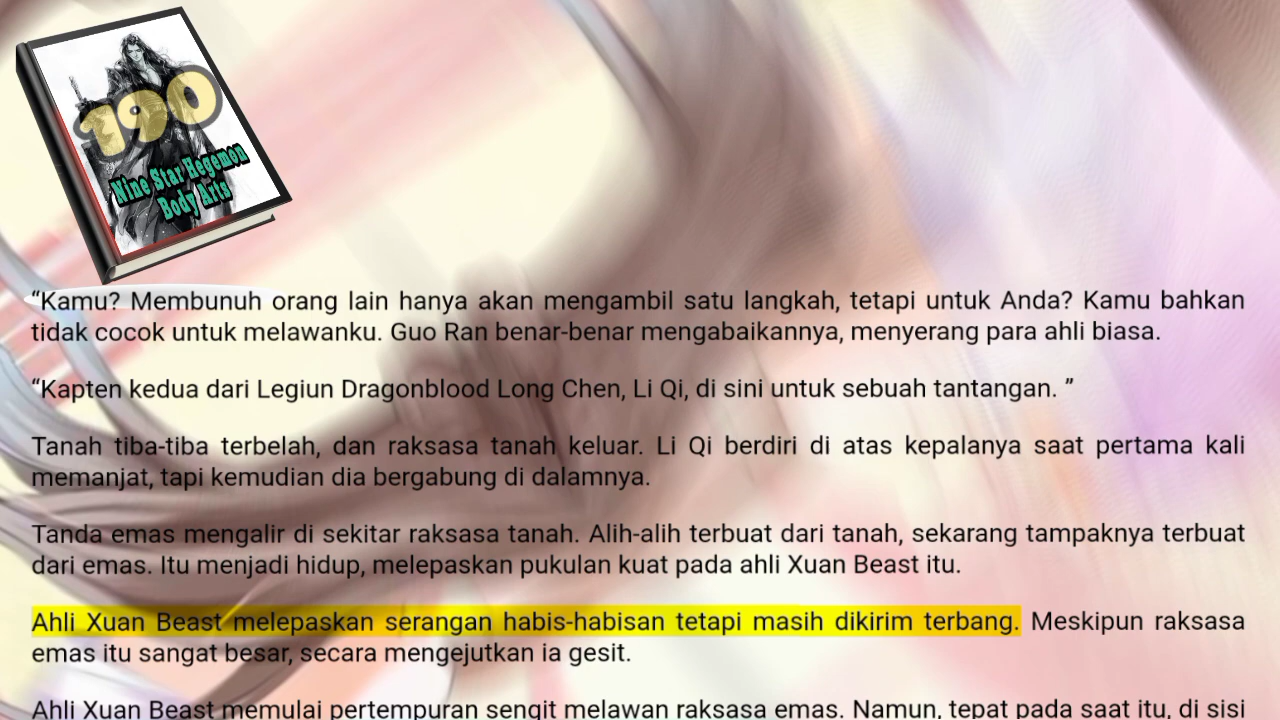 190
Nine Star Hegemon
Body Arts
“Kamu? Membunuh orang lain hanya akan mengambil satu langkah, tetapi untuk Anda? Kamu bahkan
tidak cocok untuk melawanku. Guo Ran benar-benar mengabaikannya, menyerang para ahli biasa.
“Kapten kedua dari Legiun Dragonblood Long Chen, Li Qi, di sini untuk sebuah tantangan. ”
Tanah tiba-tiba terbelah, dan raksasa tanah keluar. Li Qi berdiri di atas kepalanya saat pertama kali
memanjat, tapi kemudian dia bergabung di dalamnya.
Tanda emas mengalir di sekitar raksasa tanah. Alih-alih terbuat dari tanah, sekarang tampaknya terbuat
dari emas. Itu menjadi hidup, melepaskan pukulan kuat pada ahli Xuan Beast itu.
Ahli Xuan Beast melepaskan serangan habis-habisan tetapi masih dikirim terbang. Meskipun raksasa
emas itu sangat besar, secara mengejutkan ia gesit.
Ahli Xuan Beast memulai pertempuran sengit melawan raksasa emas. Namun, tepat pada saat itu, di sisi